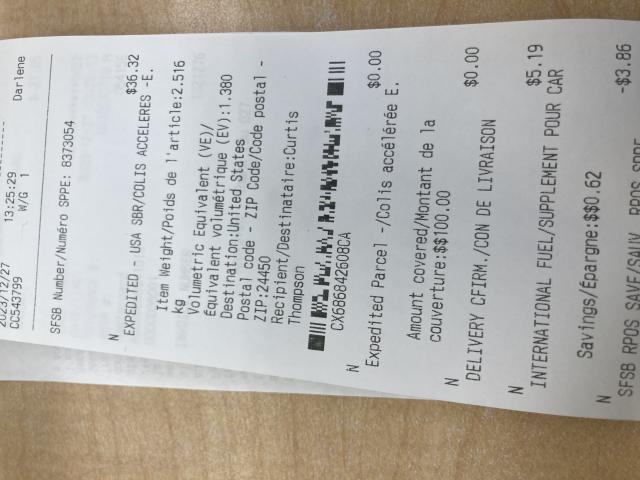 2023/12/27 13:25:29
CC543799 W/G 1 Darlene
SFSB Number/Numéro SPPE: 8373054
N
EXPEDITED - USA SBR/COLIS ACCELERES -E. $36.32
Item Weight/Poids de l'article:2.516
kg
Volumetric Equivalent (VE)/
Équivalent volumétrique (EV):1.380
Destination:United States
Postal code - ZIP Code/Code postal -
ZIP:24450
Recipient/Destinataire:Curtis
Thompson
CX696842608CA
N
Expedited Parcel -/Colis accélérée E. $0.00
Amount covered/Montant de la
couverture:$$100.00
N
DELIVERY CFIRM./CON DE LIVRAISON $0.00
N
INTERNATIONAL FUEL/SUPPLEMENT POUR CAR $5.19
Savings/Épargne:$$0.62
N
SFSB RPOS SAVE/SAUV. RPOS SPPE -$3.86